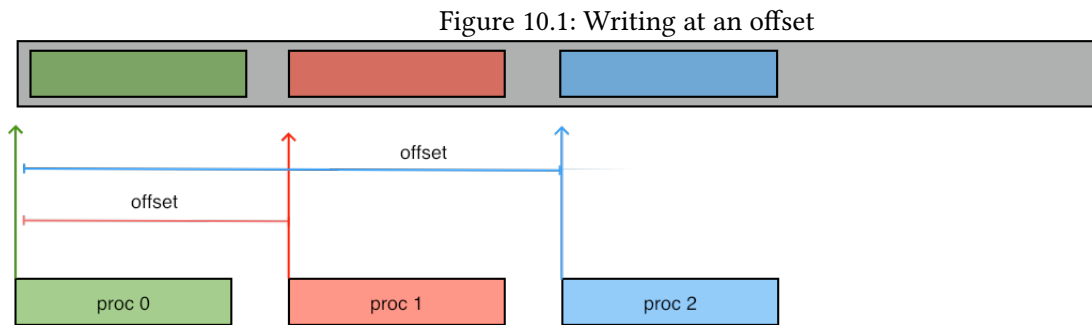 Figure 10.1: Writing at an offset
offset
offset
proc 0
proc 1
proc 2